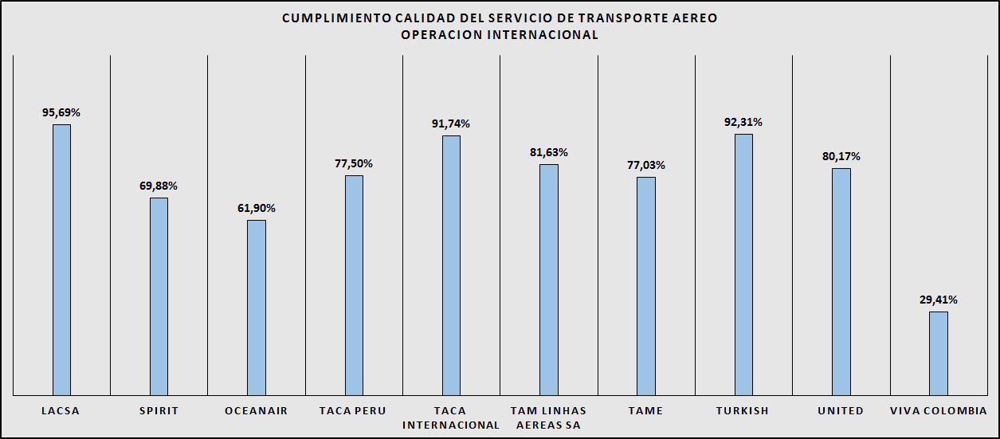 CUMPLIMIENTO CALIDAD DEL SERVICIO DE TRANSPORTE AEREO
OPERACION INTERNACIONAL
95,69%
69,88%
61,90%
77,50%
91,74%
81,63%
77,03%
92,31%
80,17%
29,41%
LACSA
SPIRIT
OCEANAIR
TACA PERU
TACA
INTERNACIONAL
TAM LINHAS
AEREAS SA
TAME
TURKISH
UNITED
VIVA COLOMBIA